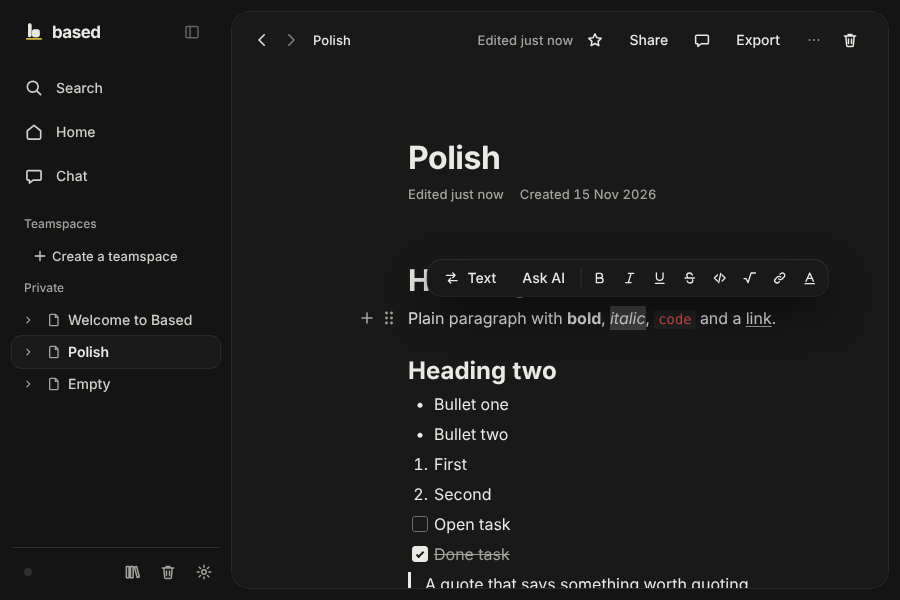 based
Search
Home
Chat
Teamspaces
Create a teamspace
Private
Welcome to Based
Polish
Empty
Polish
Edited just now
Share
Export
Polish
Edited just now Created 15 Nov 2026
Text Ask AI
Plain paragraph with bold, italic, code and a link.
Heading two
• Bullet one
• Bullet two
1. First
2. Second
Open task
Done task
A quote that says something worth quoting